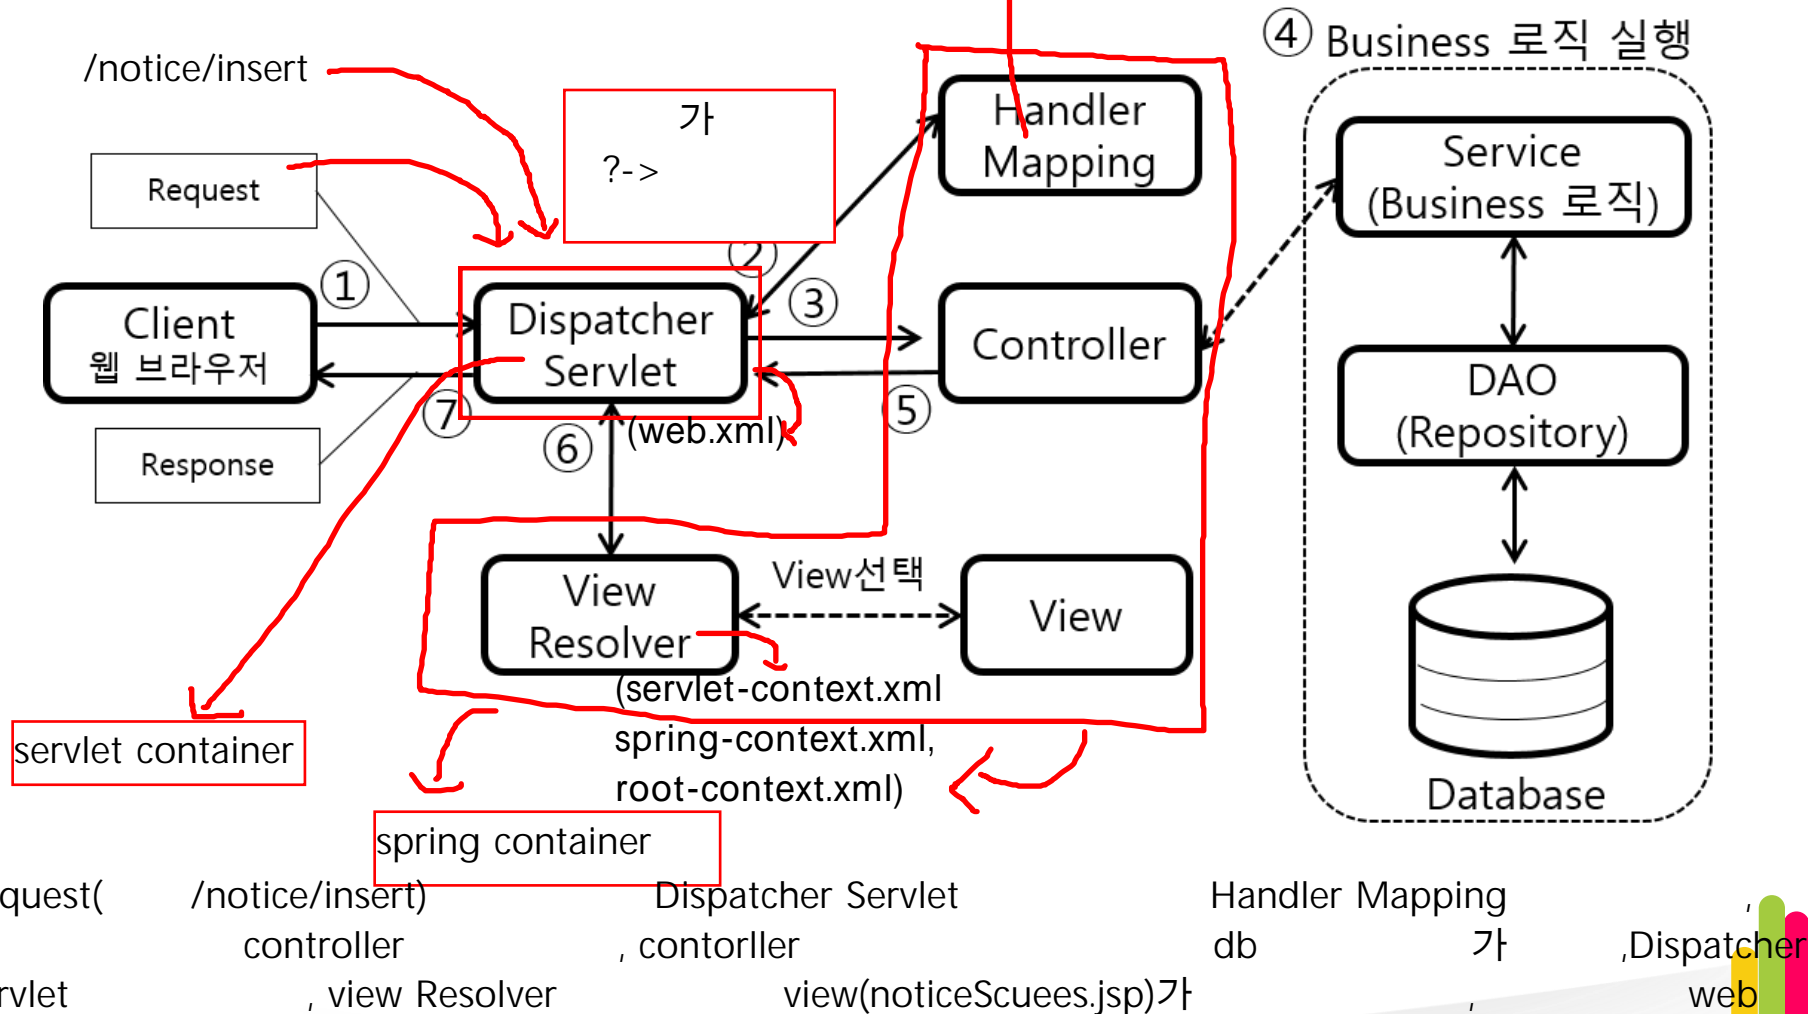 ④ Business 로직 실행
/notice/insert
가
?->
Handler
Mapping
Service
(Business 로직)
Request
①
②
③
Client
웹 브라우저
Dispatcher
Servlet
Controller
DAO
(Repository)
⑦
⑤
(web.xml)
⑥
Response
View선택
View
Resolver
View
(servlet-context.xml
spring-context.xml,
root-context.xml)
servlet container
Database
spring container
quest( /notice/insert) Dispatcher Servlet Handler Mapping ,
controller , contorller db 가 ,Dispatcher
rvlet , view Resolver view(noticeScuees.jsp)가 , web